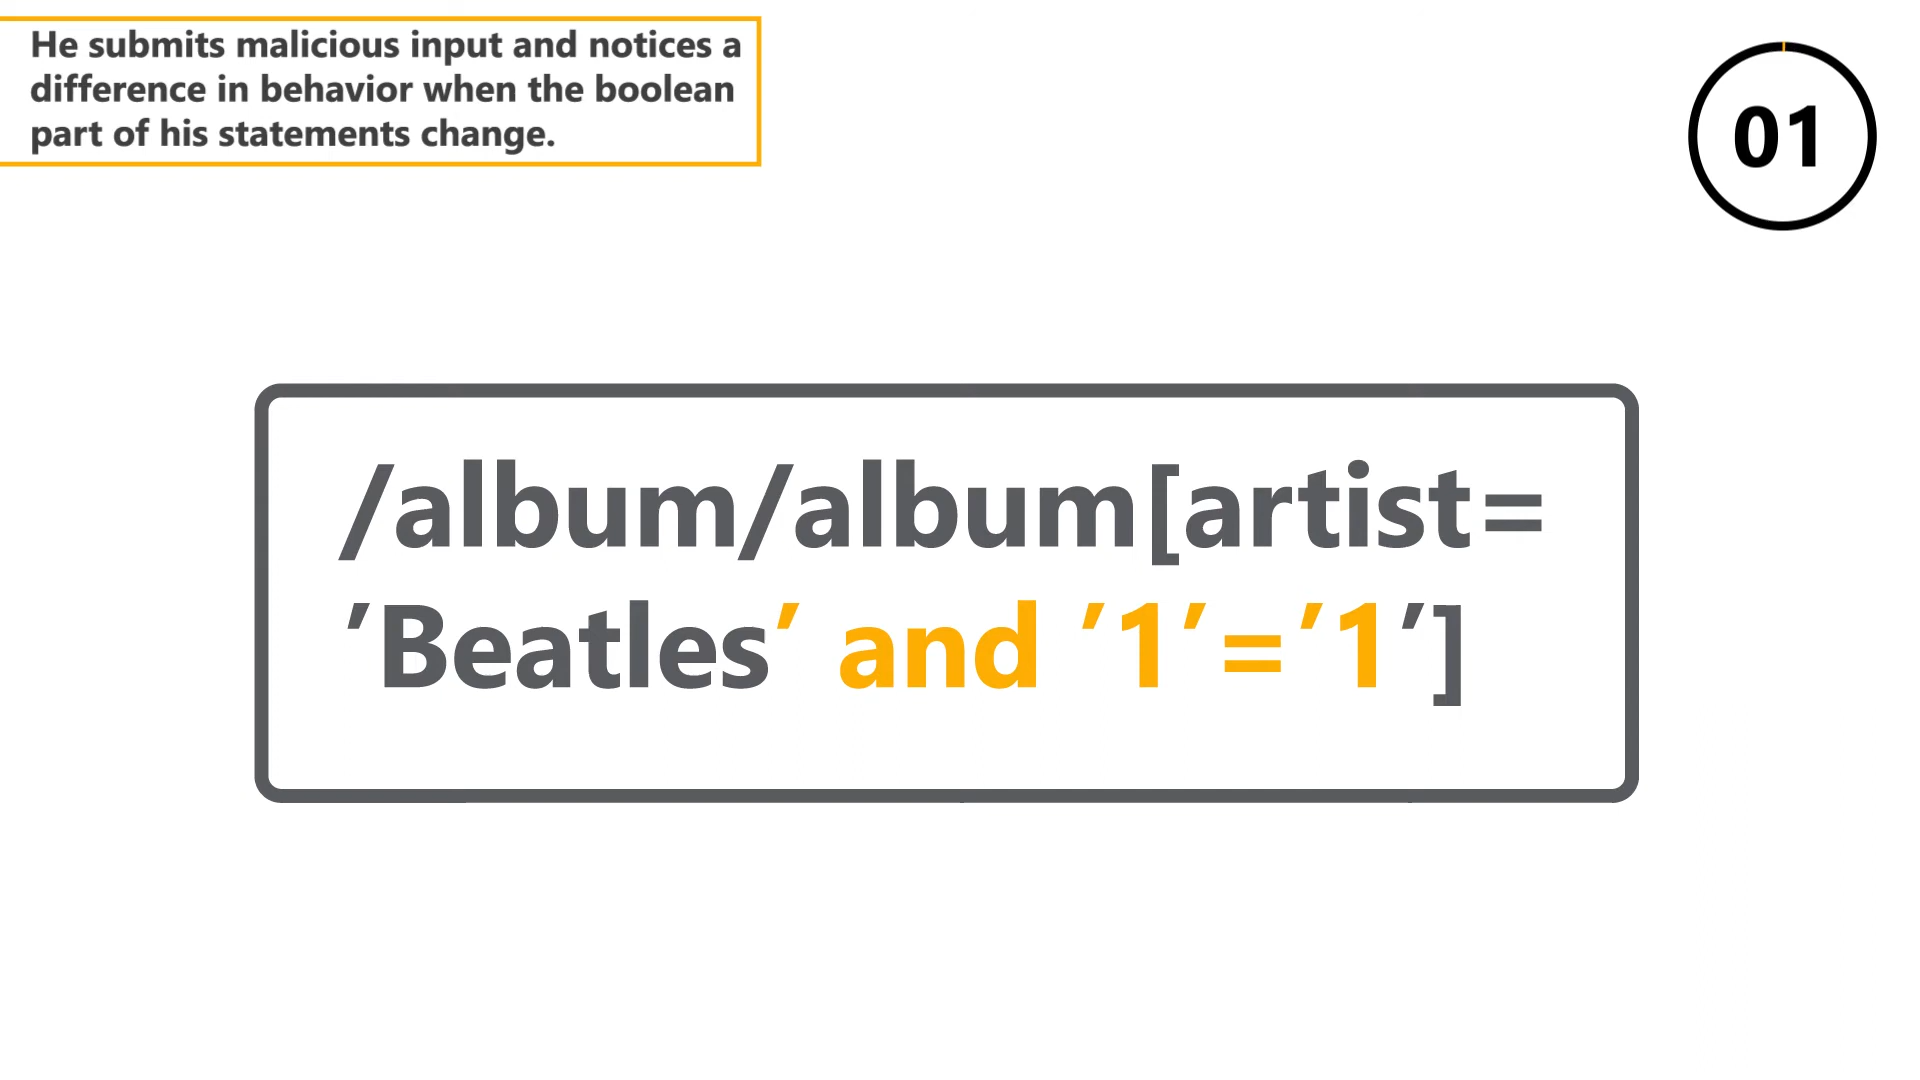 He submits malicious input and notices a
difference in behavior when the boolean
part of his statements change.
01
/album/album[artist=
′Beatles′ and ′1′=′1′]